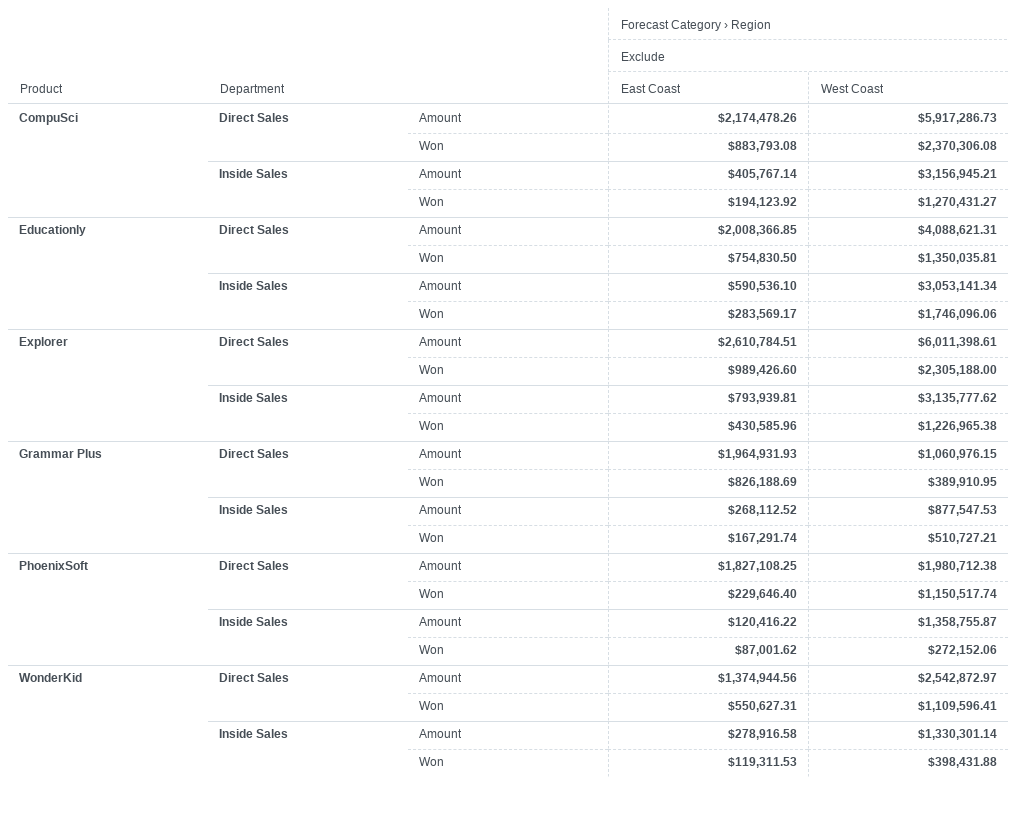 Forecast Category › Region
Exclude
Product Department East Coast West Coast
CompuSci Direct Sales Amount $2,174,478.26 $5,917,286.73
Won $883,793.08 $2,370,306.08
Inside Sales Amount $405,767.14 $3,156,945.21
Won $194,123.92 $1,270,431.27
Educationly Direct Sales Amount $2,008,366.85 $4,088,621.31
Won $754,830.50 $1,350,035.81
Inside Sales Amount $590,536.10 $3,053,141.34
Won $283,569.17 $1,746,096.06
Explorer Direct Sales Amount $2,610,784.51 $6,011,398.61
Won $989,426.60 $2,305,188.00
Inside Sales Amount $793,939.81 $3,135,777.62
Won $430,585.96 $1,226,965.38
Grammar Plus Direct Sales Amount $1,964,931.93 $1,060,976.15
Won $826,188.69 $389,910.95
Inside Sales Amount $268,112.52 $877,547.53
Won $167,291.74 $510,727.21
PhoenixSoft Direct Sales Amount $1,827,108.25 $1,980,712.38
Won $229,646.40 $1,150,517.74
Inside Sales Amount $120,416.22 $1,358,755.87
Won $87,001.62 $272,152.06
WonderKid Direct Sales Amount $1,374,944.56 $2,542,872.97
Won $550,627.31 $1,109,596.41
Inside Sales Amount $278,916.58 $1,330,301.14
Won $119,311.53 $398,431.88